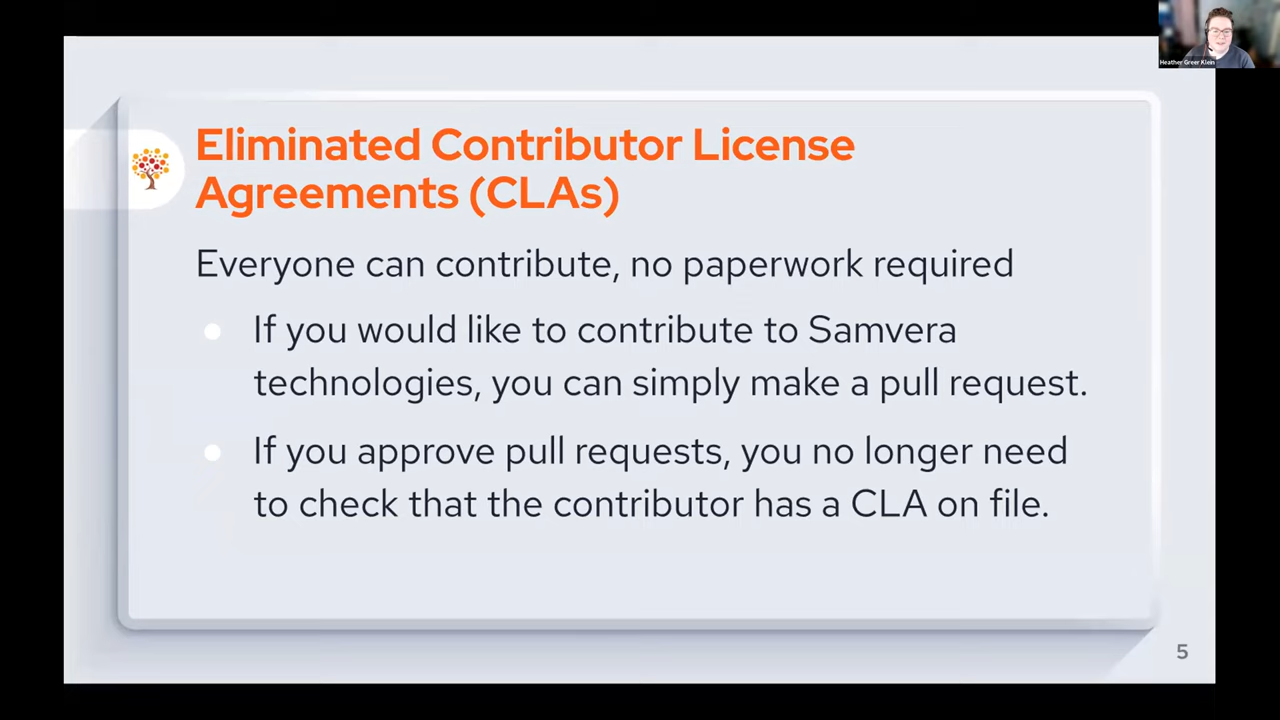 Heather Greer Klein
Eliminated Contributor License
Agreements (CLAs)
Everyone can contribute, no paperwork required
If you would like to contribute to Samvera
technologies, you can simply make a pull request.
If you approve pull requests, you no longer need
to check that the contributor has a CLA on file.
5